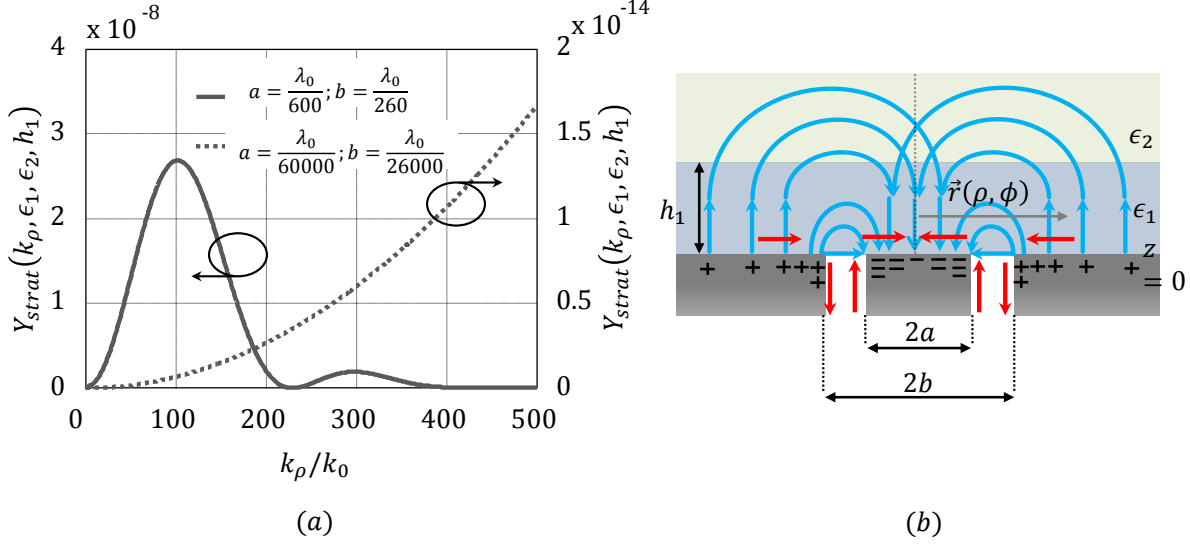 x 10⁻⁸
x 10⁻¹⁴
4
3
2
1
0
2
1.5
1
0.5
0
Y_strat(k_ρ, ϵ₁, ϵ₂, h₁)
Y_strat(k_ρ, ϵ₁, ϵ₂, h₁)
a = λ₀/600 ; b = λ₀/260
a = λ₀/60000 ; b = λ₀/26000
0 100 200 300 400 500
k_ρ/k₀
(a)
ϵ₂
h₁
r⃗(ρ, ϕ)
ϵ₁
z
= 0
2a
2b
(b)